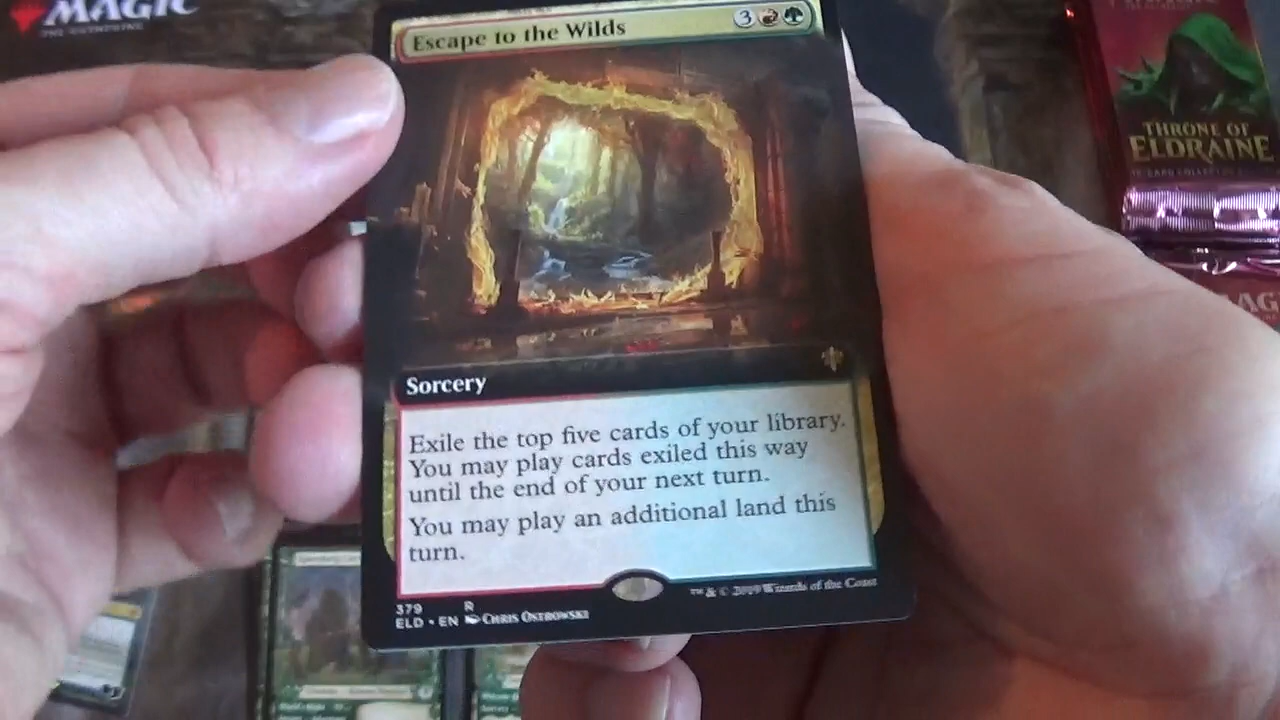 MAGIC
Escape to the Wilds
3
Sorcery
Exile the top five cards of your library.
You may play cards exiled this way
until the end of your next turn.
You may play an additional land this
turn.
379 R
ELD • EN Chris Ostrowski
™ & © 2019 Wizards of the Coast
THRONE OF
ELDRAINE